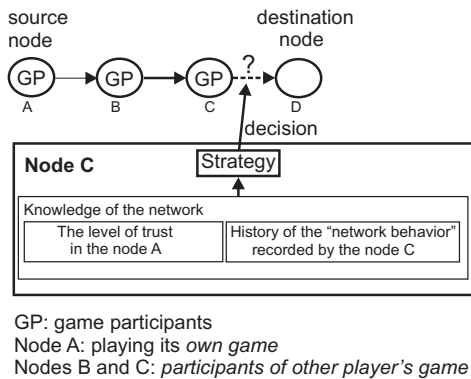 source
node
destination
node
GP
GP
GP
?
A
B
C
D
decision
Node C
Strategy
Knowledge of the network
The level of trust
in the node A
History of the “network behavior”
recorded by the node C
GP: game participants
Node A: playing its own game
Nodes B and C: participants of other player's game